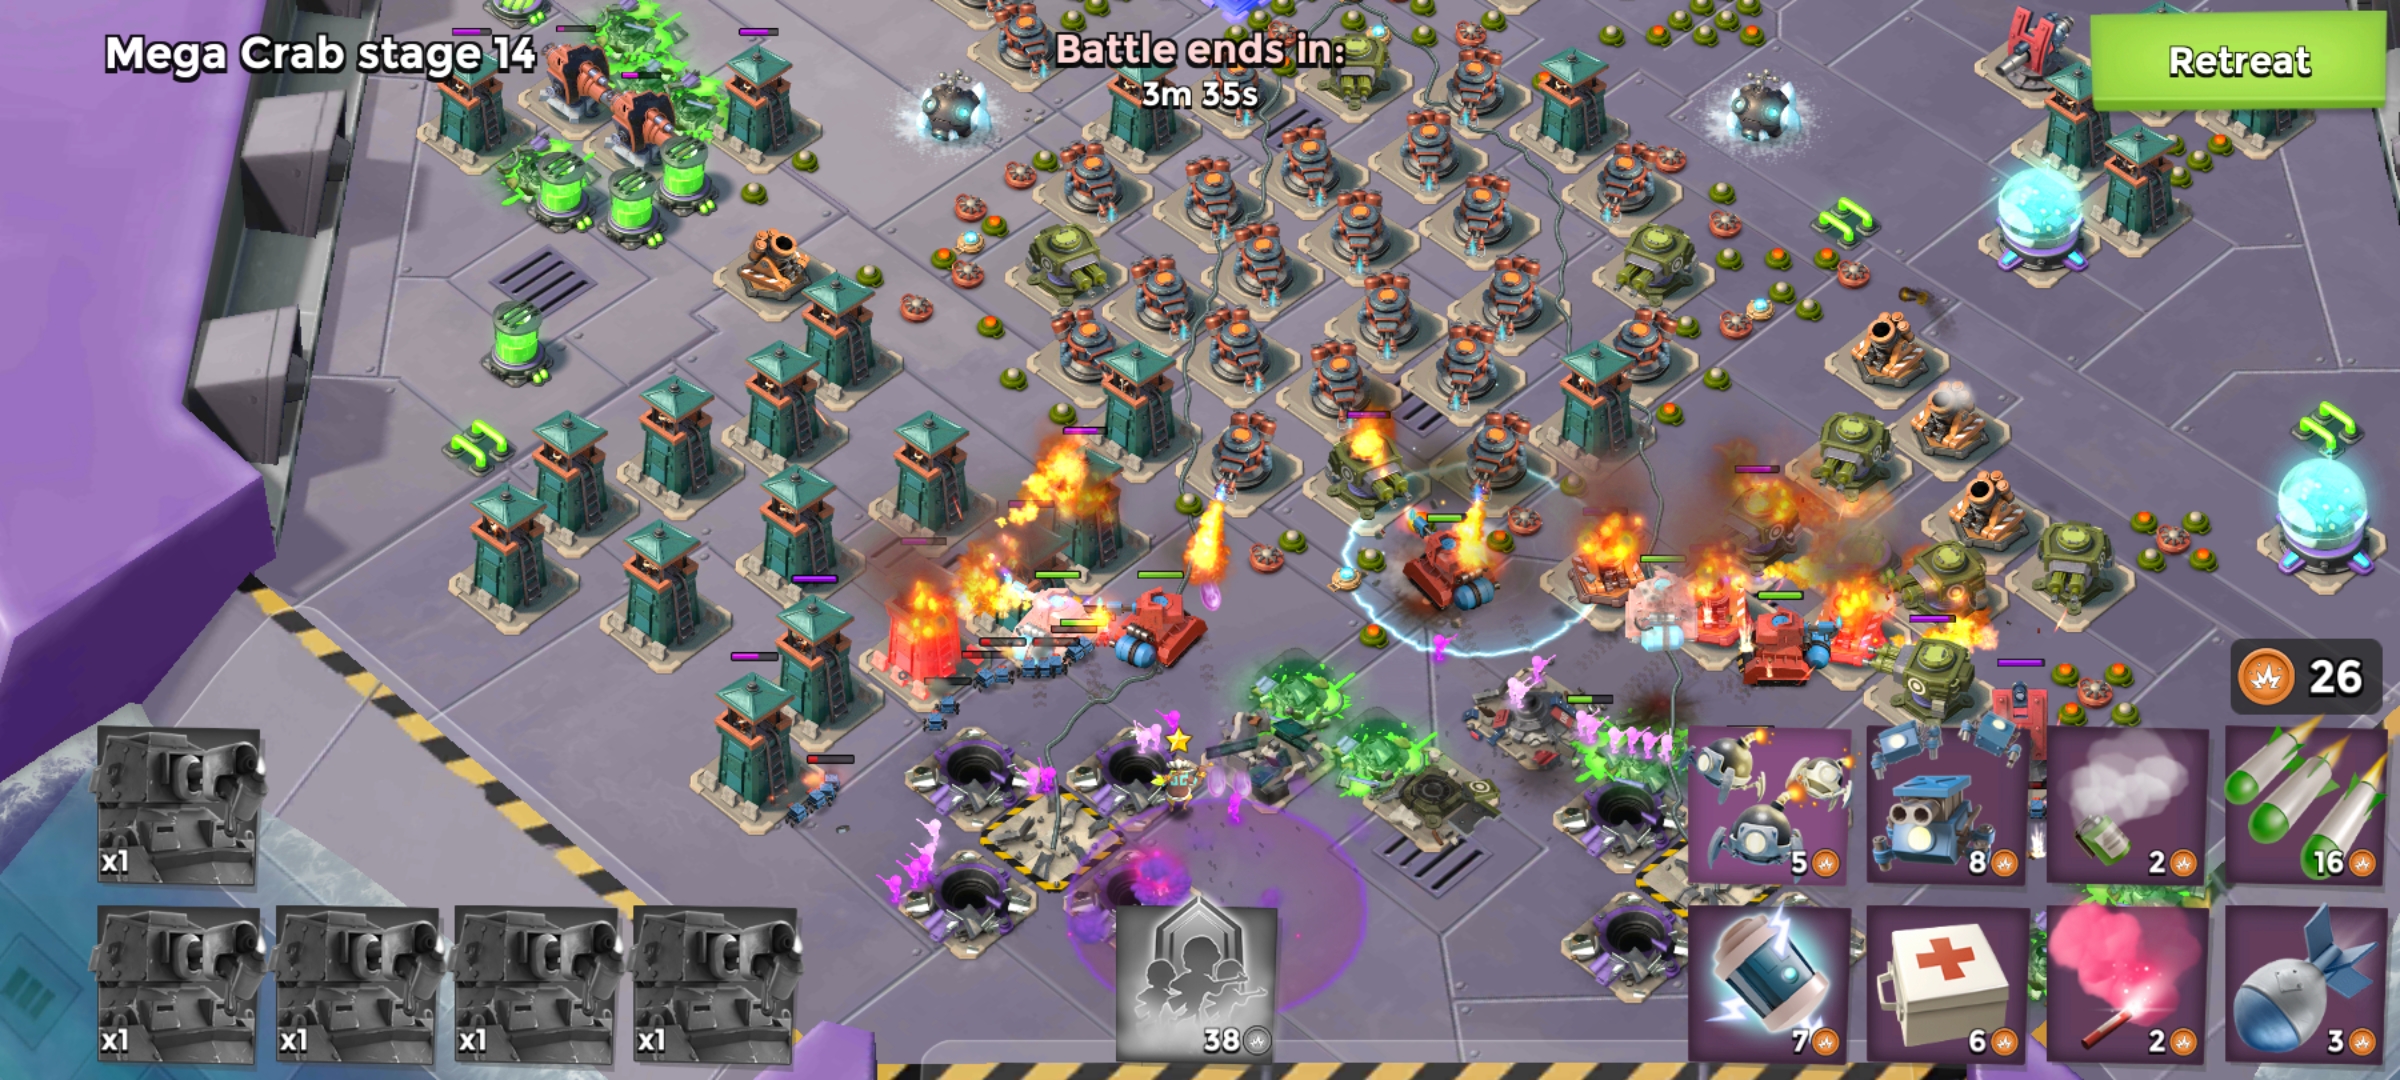 Mega Crab stage 14
Battle ends in:
3m 35s
Retreat
26
x1
5
8
2
16
x1
x1
x1
x1
38
7
6
2
3